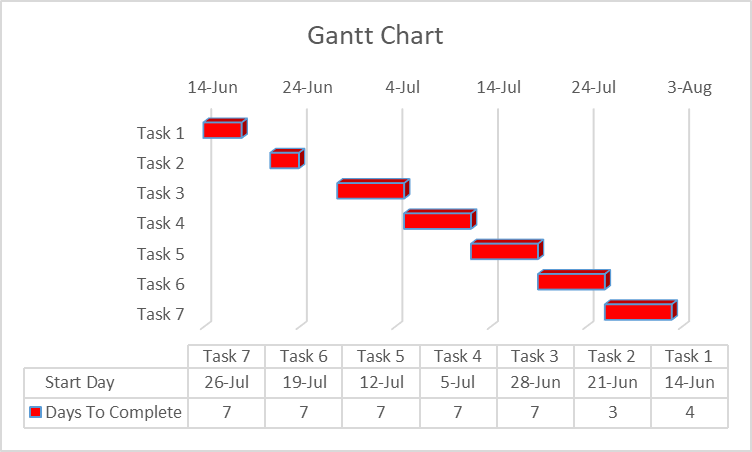 Gantt Chart
14-Jun 24-Jun 4-Jul 14-Jul 24-Jul 3-Aug
Task 1
Task 2
Task 3
Task 4
Task 5
Task 6
Task 7
Task 7 Task 6 Task 5 Task 4 Task 3 Task 2 Task 1
Start Day 26-Jul 19-Jul 12-Jul 5-Jul 28-Jun 21-Jun 14-Jun
Days To Complete 7 7 7 7 7 3 4